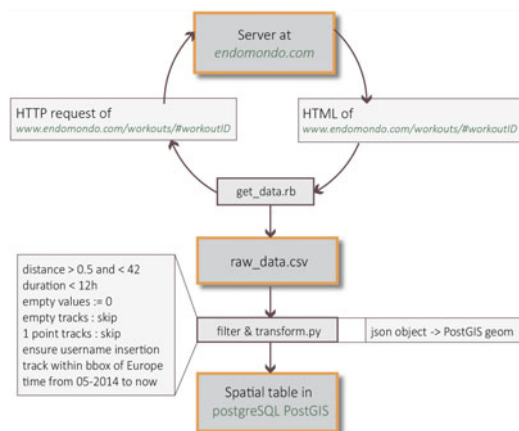 Server at
endomondo.com
HTTP request of
www.endomondo.com/workouts/#workoutID
HTML of
www.endomondo.com/workouts/#workoutID
get_data.rb
raw_data.csv
distance > 0.5 and < 42
duration < 12h
empty values := 0
empty tracks : skip
1 point tracks : skip
ensure username insertion
track within bbox of Europe
time from 05-2014 to now
filter & transform.py
json object -> PostGIS geom
Spatial table in
postgreSQL PostGIS